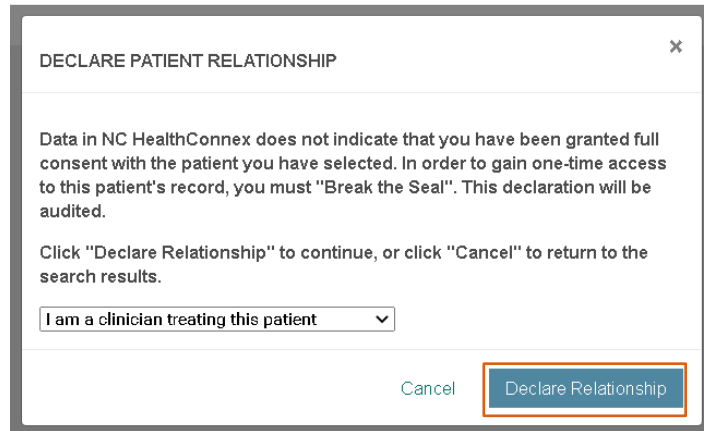 DECLARE PATIENT RELATIONSHIP
×
Data in NC HealthConnex does not indicate that you have been granted full
consent with the patient you have selected. In order to gain one-time access
to this patient's record, you must "Break the Seal". This declaration will be
audited.
Click "Declare Relationship" to continue, or click "Cancel" to return to the
search results.
I am a clinician treating this patient
Cancel Declare Relationship